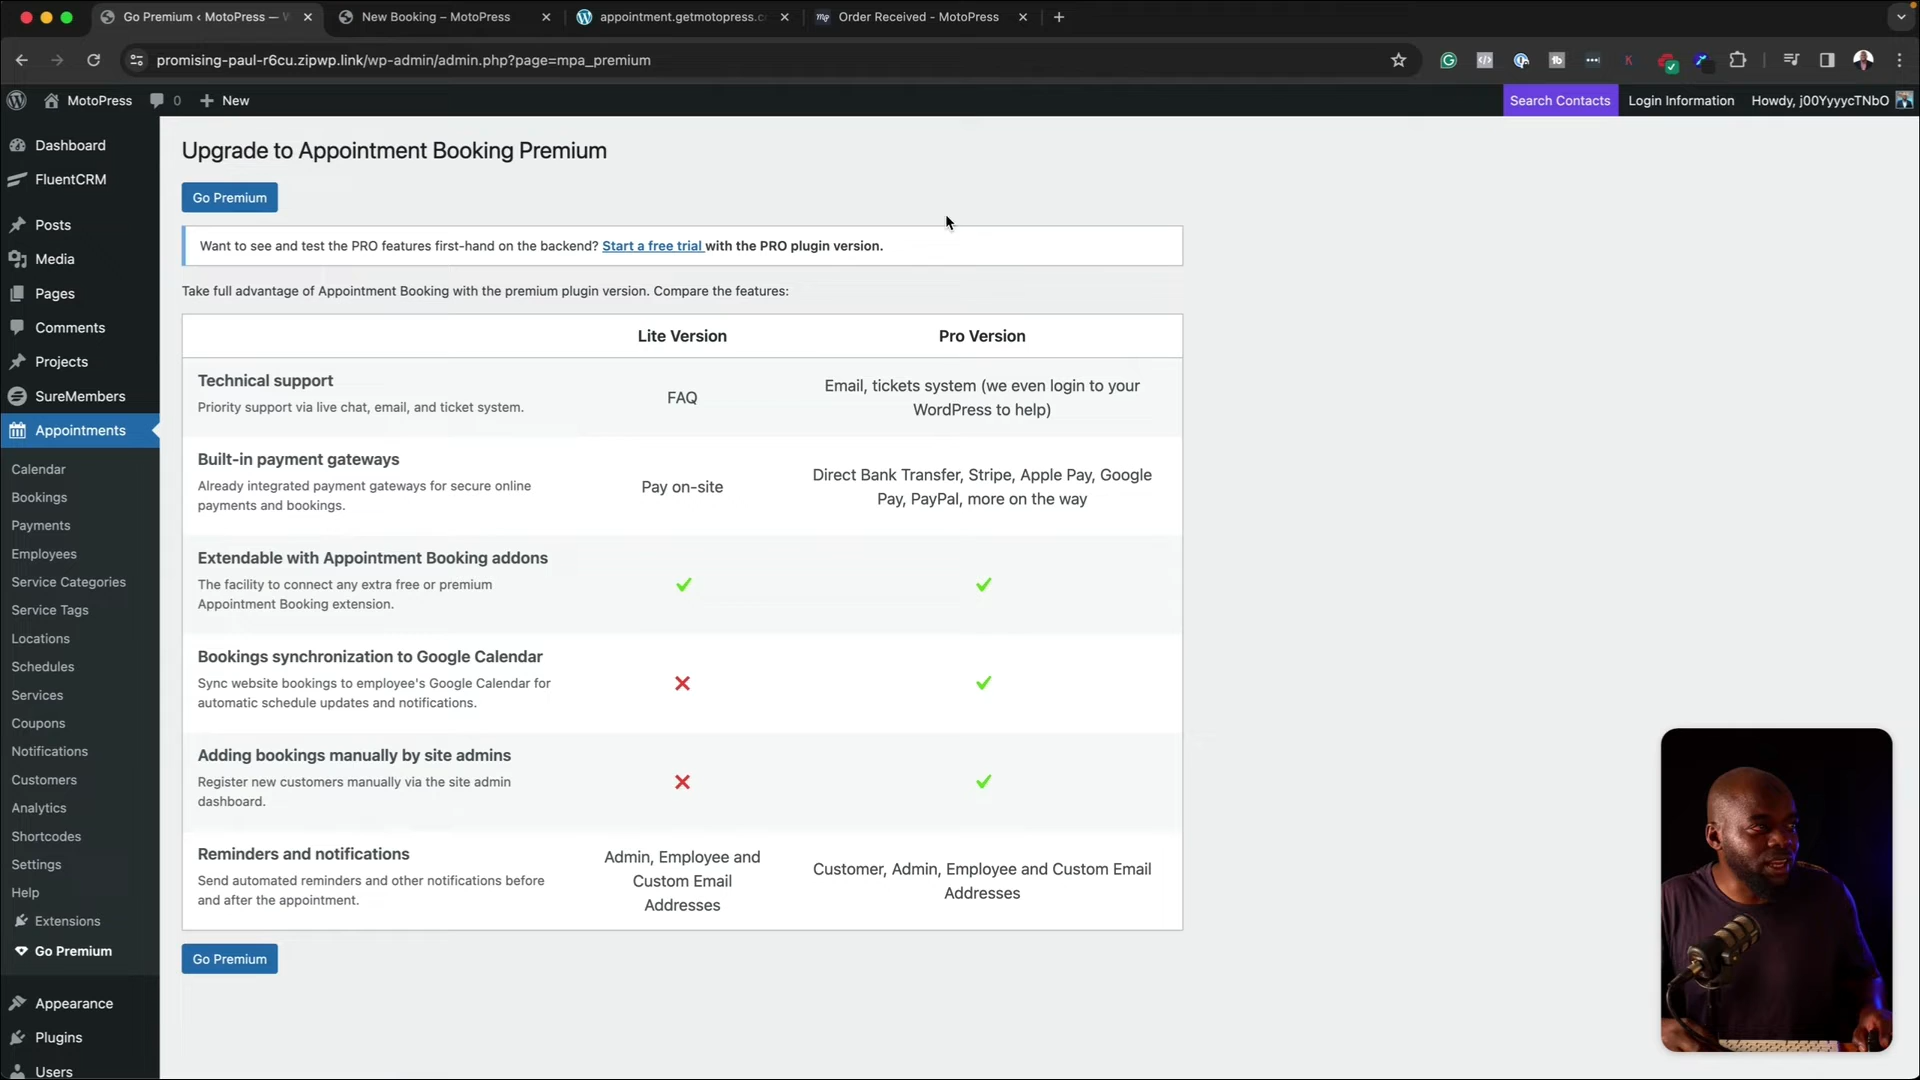 Go Premium ‹ MotoPress — W
New Booking – MotoPress
appointment.getmotopress.c
Order Received - MotoPress
promising-paul-r6cu.zipwp.link/wp-admin/admin.php?page=mpa_premium
MotoPress
0
New
Search Contacts
Login Information
Howdy, j00YyyycTNbO
Dashboard
FluentCRM
Posts
Media
Pages
Comments
Projects
SureMembers
Appointments
Calendar
Bookings
Payments
Employees
Service Categories
Service Tags
Locations
Schedules
Services
Coupons
Notifications
Customers
Analytics
Shortcodes
Settings
Help
Extensions
Go Premium
Appearance
Plugins
Users
Upgrade to Appointment Booking Premium
Go Premium
Want to see and test the PRO features first-hand on the backend? Start a free trial with the PRO plugin version.
Take full advantage of Appointment Booking with the premium plugin version. Compare the features:
Lite Version
Pro Version
Technical support
Priority support via live chat, email, and ticket system.
FAQ
Email, tickets system (we even login to your
WordPress to help)
Built-in payment gateways
Already integrated payment gateways for secure online
payments and bookings.
Pay on-site
Direct Bank Transfer, Stripe, Apple Pay, Google
Pay, PayPal, more on the way
Extendable with Appointment Booking addons
The facility to connect any extra free or premium
Appointment Booking extension.
Bookings synchronization to Google Calendar
Sync website bookings to employee's Google Calendar for
automatic schedule updates and notifications.
Adding bookings manually by site admins
Register new customers manually via the site admin
dashboard.
Reminders and notifications
Send automated reminders and other notifications before
and after the appointment.
Admin, Employee and
Custom Email
Addresses
Customer, Admin, Employee and Custom Email
Addresses
Go Premium